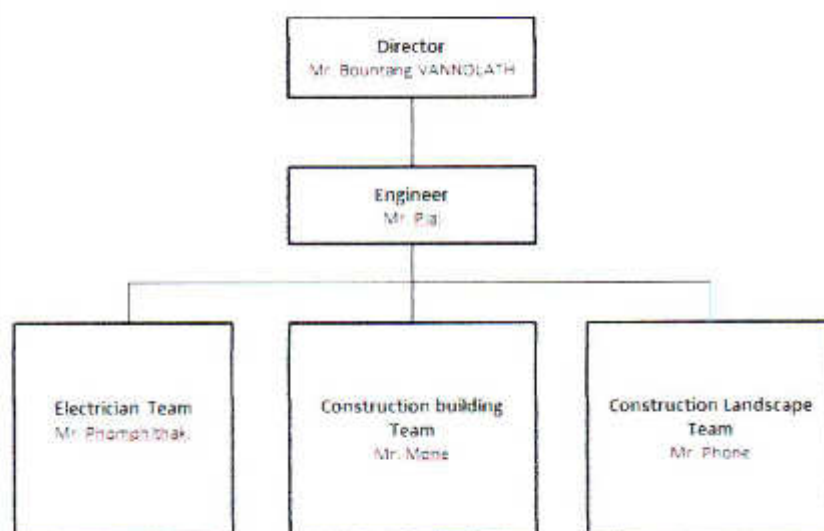 Director
Mr. Bountang VANNOLATH
Engineer
Mr.
Electrician Team
Mr. Phomphithak
Construction building
Team
Mr. Mone
Construction Landscape
Team
Mr. Phone